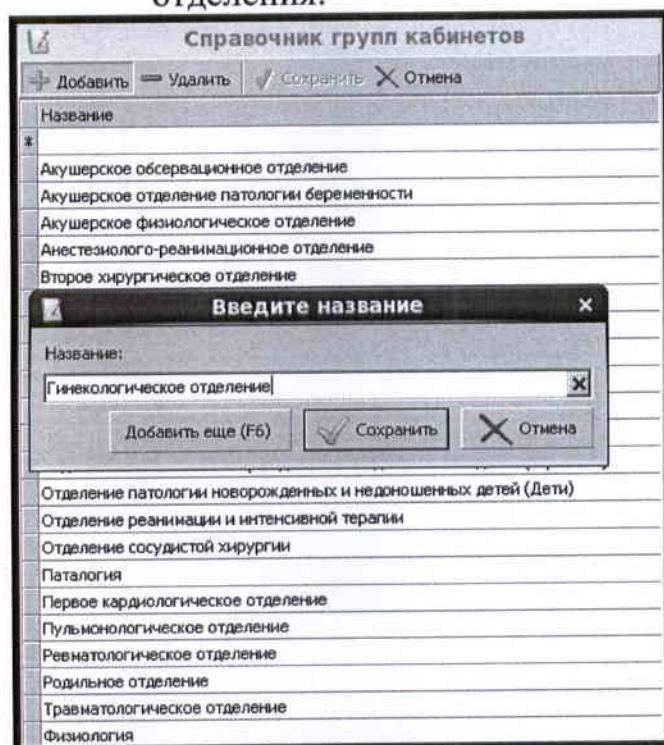 отделения.
Справочник групп кабинетов
Добавить Удалить Сохранить Отмена
Название
*
Акушерское обсервационное отделение
Акушерское отделение патологии беременности
Акушерское физиологическое отделение
Анестезиолого-реанимационное отделение
Второе хирургическое отделение
Введите название
Название:
Гинекологическое отделение
Добавить еще (F6) Сохранить Отмена
Отделение патологии новорожденных и недоношенных детей (Дети)
Отделение реанимации и интенсивной терапии
Отделение сосудистой хирургии
Паталогия
Первое кардиологическое отделение
Пульмонологическое отделение
Ревматологическое отделение
Родильное отделение
Травматологическое отделение
Физиология